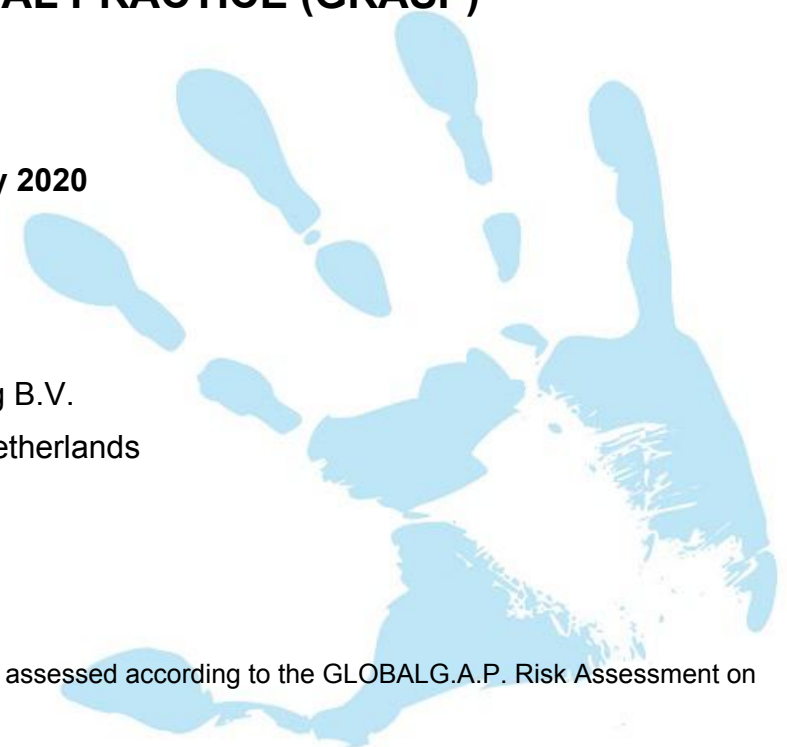 AL PRACTICE (GRASP)
y 2020
g B.V.
etherlands
assessed according to the GLOBALG.A.P. Risk Assessment on